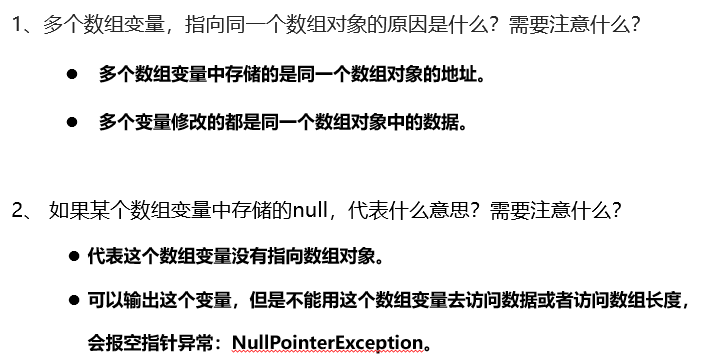 1、多个数组变量，指向同一个数组对象的原因是什么？需要注意什么？
● 多个数组变量中存储的是同一个数组对象的地址。
● 多个变量修改的都是同一个数组对象中的数据。
2、 如果某个数组变量中存储的null，代表什么意思？需要注意什么？
● 代表这个数组变量没有指向数组对象。
● 可以输出这个变量，但是不能用这个数组变量去访问数据或者访问数组长度，
会报空指针异常：NullPointerException。